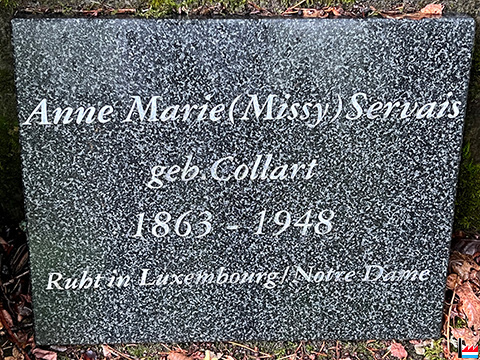 Anne Marie (Missy) Servais
geb. Collart
1863 - 1948
Ruht in Luxembourg / Notre Dame